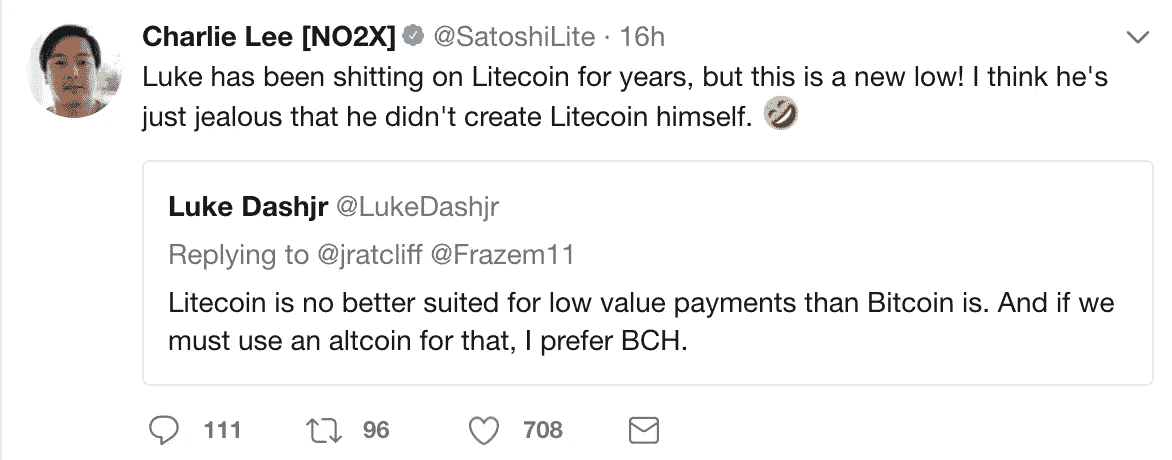 Charlie Lee [NO2X] @SatoshiLite · 16h
Luke has been shitting on Litecoin for years, but this is a new low! I think he's
just jealous that he didn't create Litecoin himself. 🤣
Luke Dashjr @LukeDashjr
Replying to @jratcliff @Frazem11
Litecoin is no better suited for low value payments than Bitcoin is. And if we
must use an altcoin for that, I prefer BCH.
111 96 708